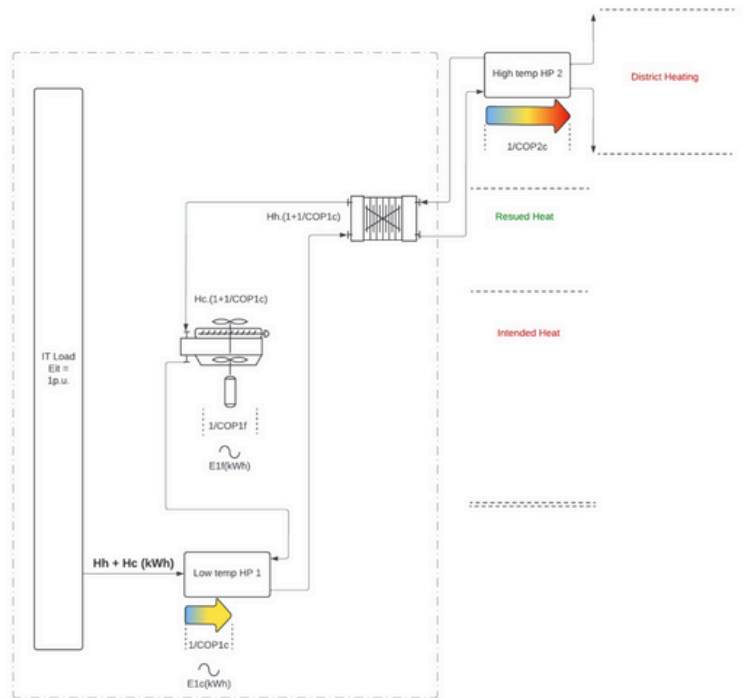 High temp HP 2
District Heating
1/COP2c
Hh.(1+1/COP1c)
Resued Heat
Hc.(1+1/COP1c)
Intended Heat
IT Load
Eit =
1p.u.
1/COP1f
E1f(kWh)
Hh + Hc (kWh)
Low temp HP 1
1/COP1c
E1c(kWh)